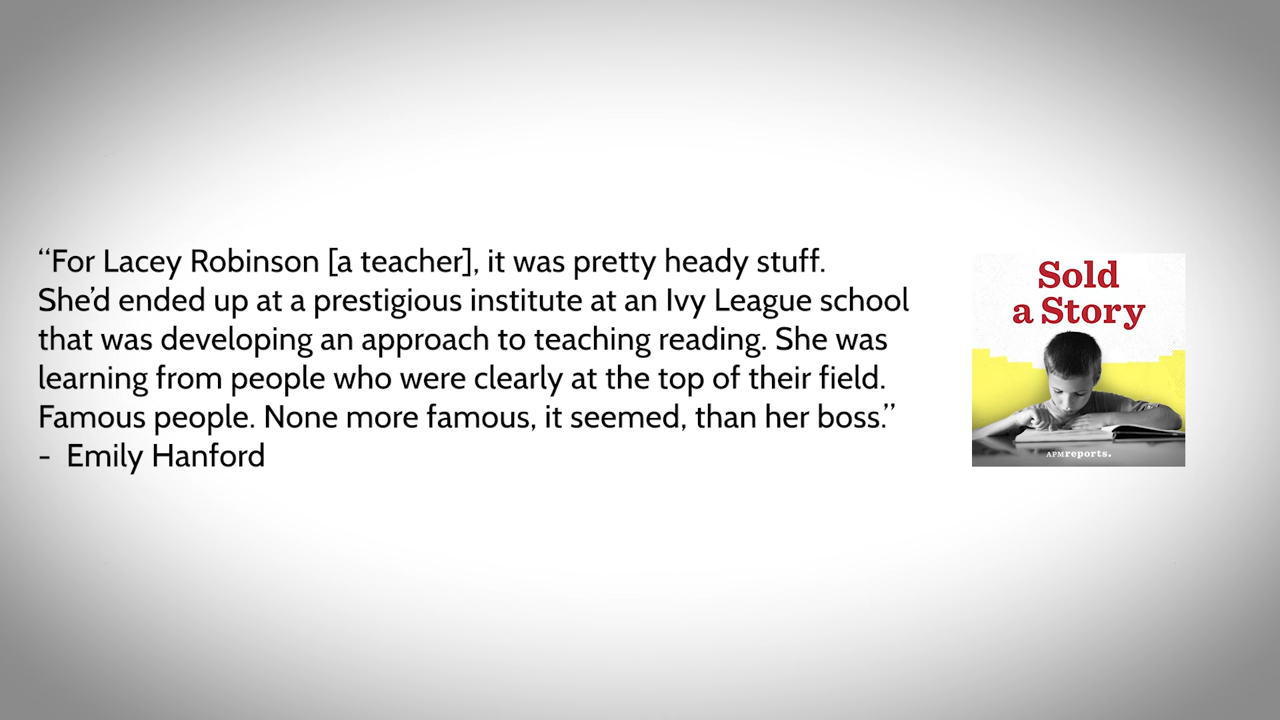 “For Lacey Robinson [a teacher], it was pretty heady stuff.
She’d ended up at a prestigious institute at an Ivy League school
that was developing an approach to teaching reading. She was
learning from people who were clearly at the top of their field.
Famous people. None more famous, it seemed, than her boss.”
- Emily Hanford
Sold
a Story
APMreports.